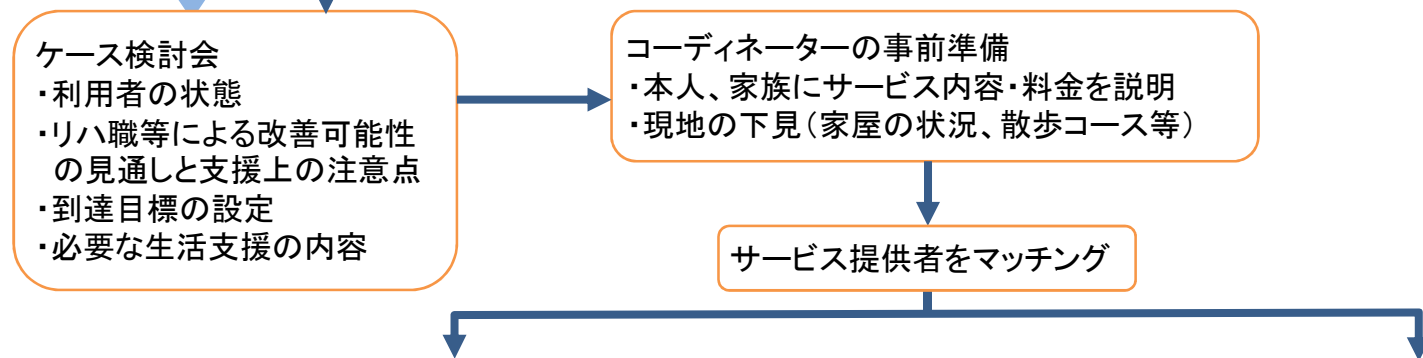 ケース検討会
・利用者の状態
・リハ職等による改善可能性
の見通しと支援上の注意点
・到達目標の設定
・必要な生活支援の内容
コーディネーターの事前準備
・本人、家族にサービス内容・料金を説明
・現地の下見（家屋の状況、散歩コース等）
サービス提供者をマッチング